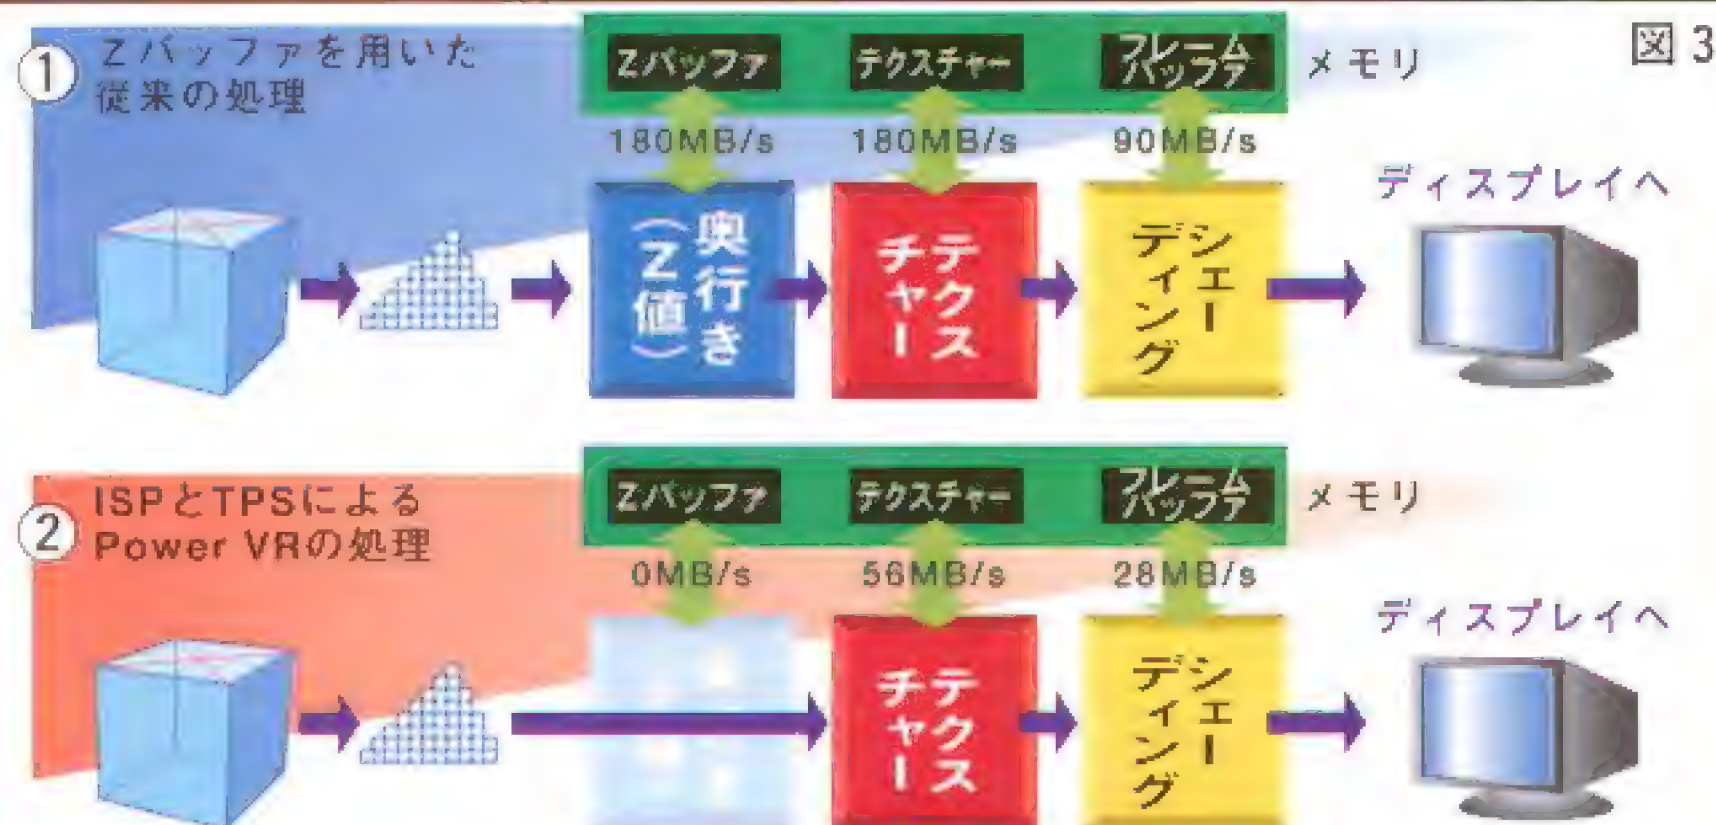 図 3
① Zバッファを用いた
従来の処理
Zバッファ
テクスチャー
フレーム
バッファ
メモリ
180MB/s
180MB/s
90MB/s
奥行き
(Z値)
テクス
チャー
シェー
ディング
ディスプレイへ
② ISPとTPSによる
Power VRの処理
Zバッファ
テクスチャー
フレーム
バッファ
メモリ
0MB/s
56MB/s
28MB/s
テクス
チャー
シェー
ディング
ディスプレイへ